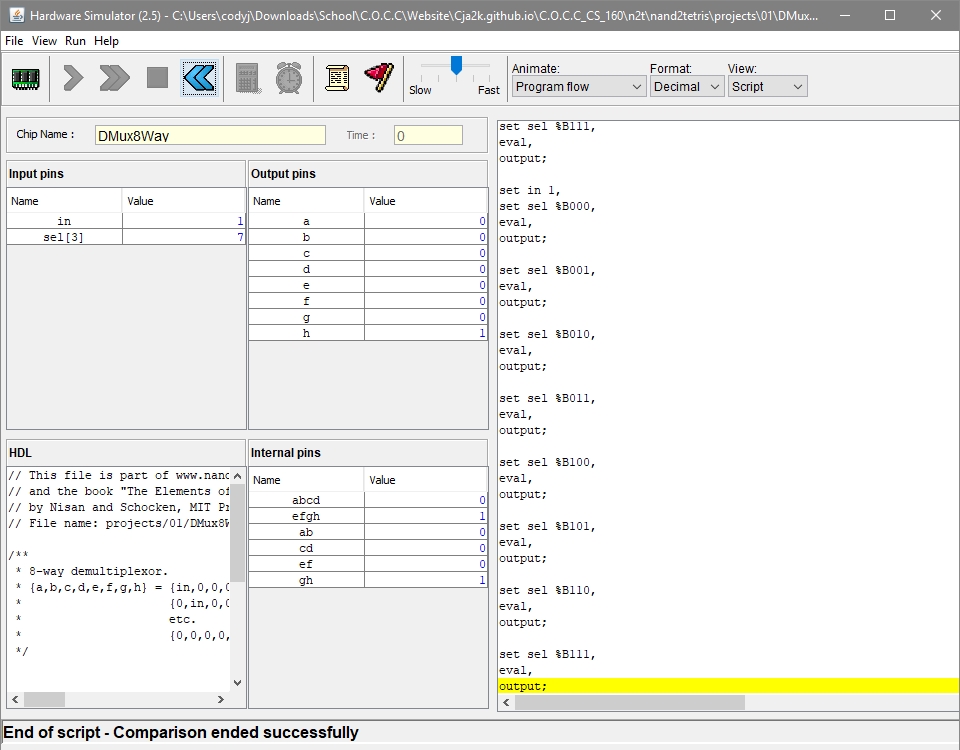 Hardware Simulator (2.5) - C:\Users\codyj\Downloads\School\C.O.C.C\Website\Cja2k.github.io\C.O.C.C_CS_160\n2t\nand2tetris\projects\01\DMux...
File View Run Help
Slow Fast
Animate: Format: View:
Program flow Decimal Script
Chip Name : DMux8Way Time : 0
Input pins
Name Value
in 1
sel[3] 7
Output pins
Name Value
a 0
b 0
c 0
d 0
e 0
f 0
g 0
h 1
HDL
// This file is part of www.nand
// and the book "The Elements of
// by Nisan and Schocken, MIT Pr
// File name: projects/01/DMux8W
/**
* 8-way demultiplexor.
* {a,b,c,d,e,f,g,h} = {in,0,0,0
* {0,in,0,0
* etc.
* {0,0,0,0,
*/
Internal pins
Name Value
abcd 0
efgh 1
ab 0
cd 0
ef 0
gh 1
set sel %B111,
eval,
output;
set in 1,
set sel %B000,
eval,
output;
set sel %B001,
eval,
output;
set sel %B010,
eval,
output;
set sel %B011,
eval,
output;
set sel %B100,
eval,
output;
set sel %B101,
eval,
output;
set sel %B110,
eval,
output;
set sel %B111,
eval,
output;
End of script - Comparison ended successfully